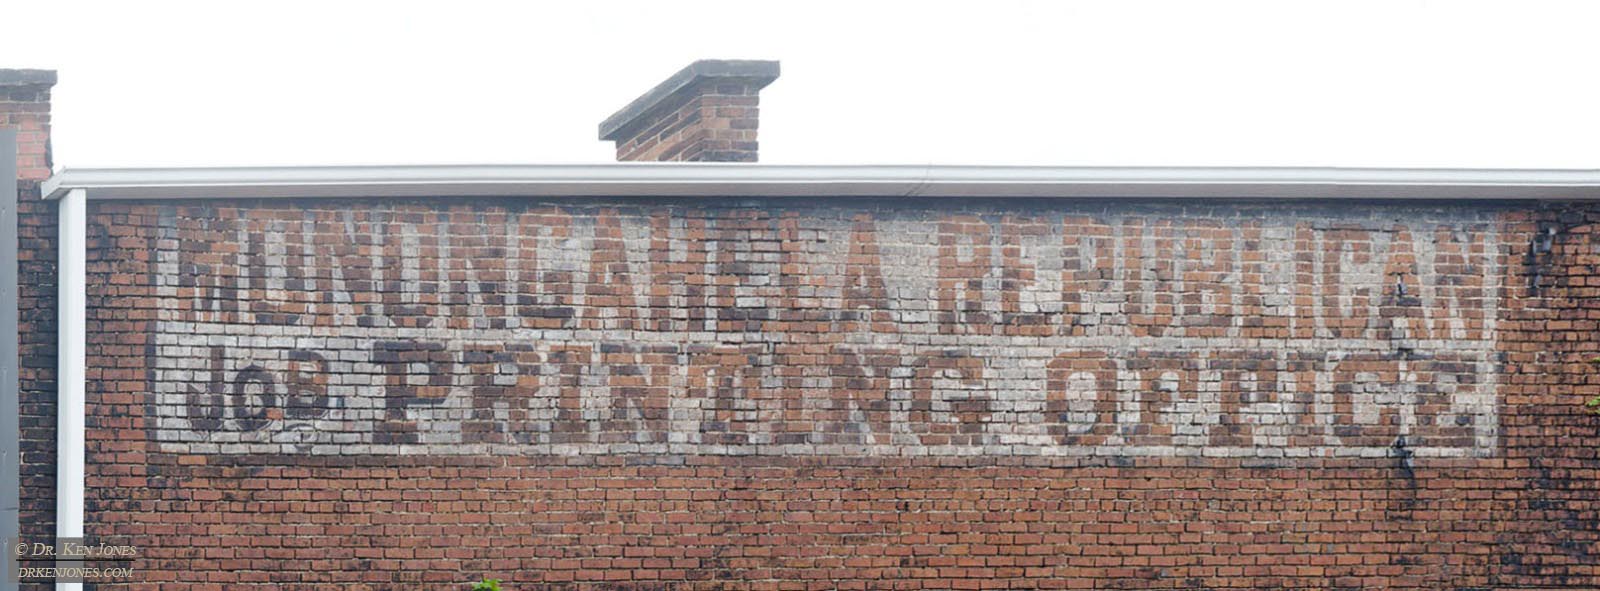 MONONGAHELA REPUBLICAN
JOB PRINTING OFFICE
© DR. KEN JONES
DRKENJONES.COM